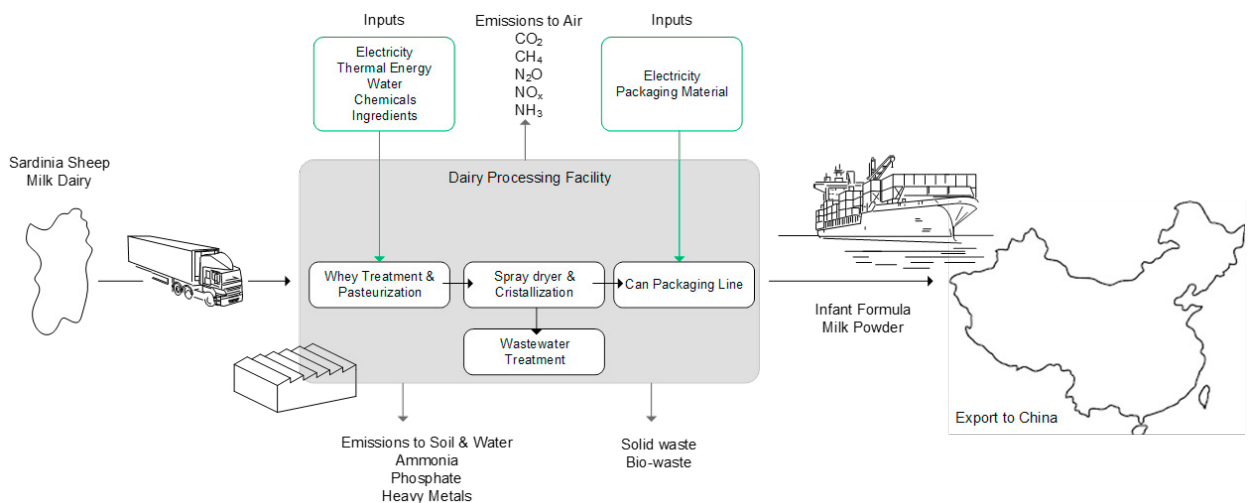 Inputs
Electricity
Thermal Energy
Water
Chemicals
Ingredients
Emissions to Air
CO₂
CH₄
N₂O
NOₓ
NH₃
Inputs
Electricity
Packaging Material
Sardinia Sheep
Milk Dairy
Dairy Processing Facility
Whey Treatment &
Pasteurization
Spray dryer &
Cristallization
Can Packaging Line
Wastewater
Treatment
Infant Formula
Milk Powder
Export to China
Emissions to Soil & Water
Ammonia
Phosphate
Heavy Metals
Solid waste
Bio-waste